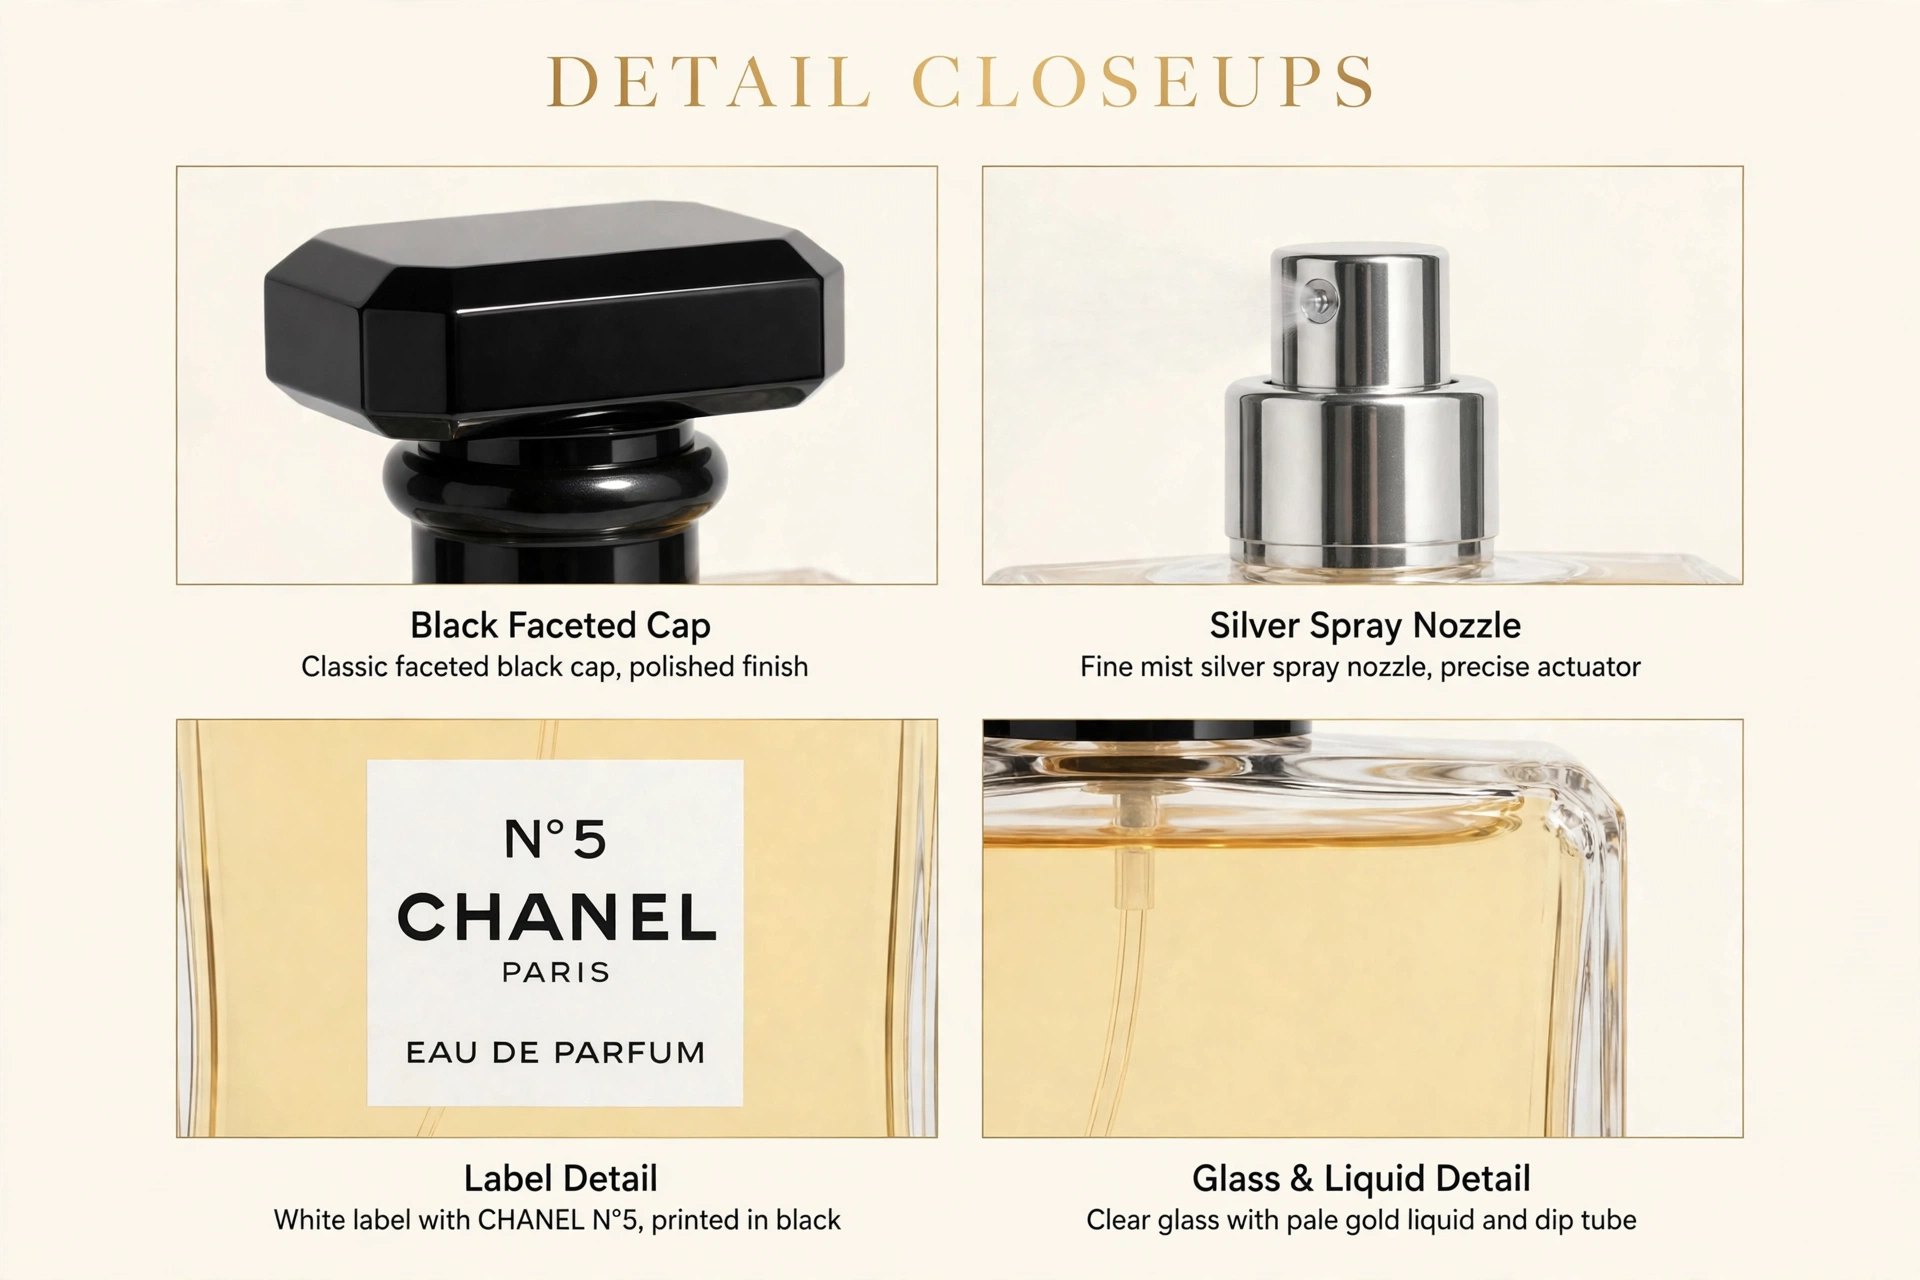 DETAIL CLOSEUPS
Black Faceted Cap
Classic faceted black cap, polished finish
Silver Spray Nozzle
Fine mist silver spray nozzle, precise actuator
N°5
CHANEL
PARIS
EAU DE PARFUM
Label Detail
White label with CHANEL N°5, printed in black
Glass & Liquid Detail
Clear glass with pale gold liquid and dip tube